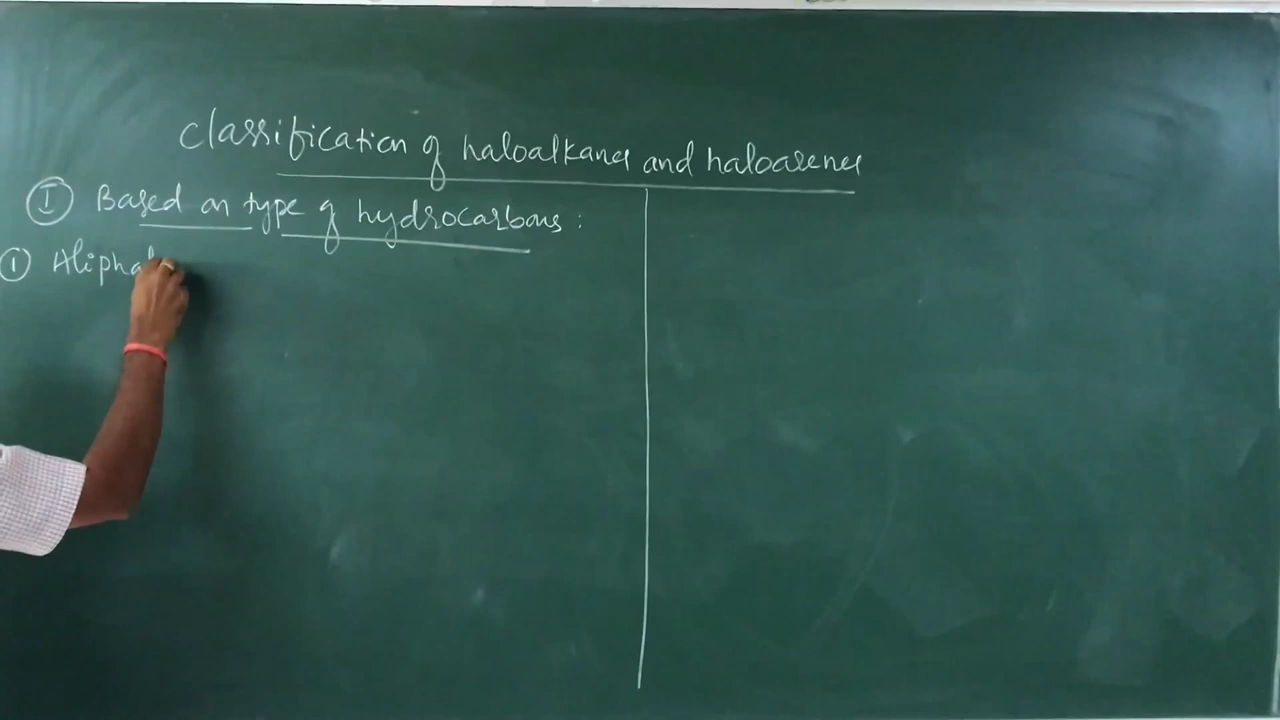 Classification of haloalkanes and haloarenes
Ⓘ Based on type of hydrocarbons :
① Alipha